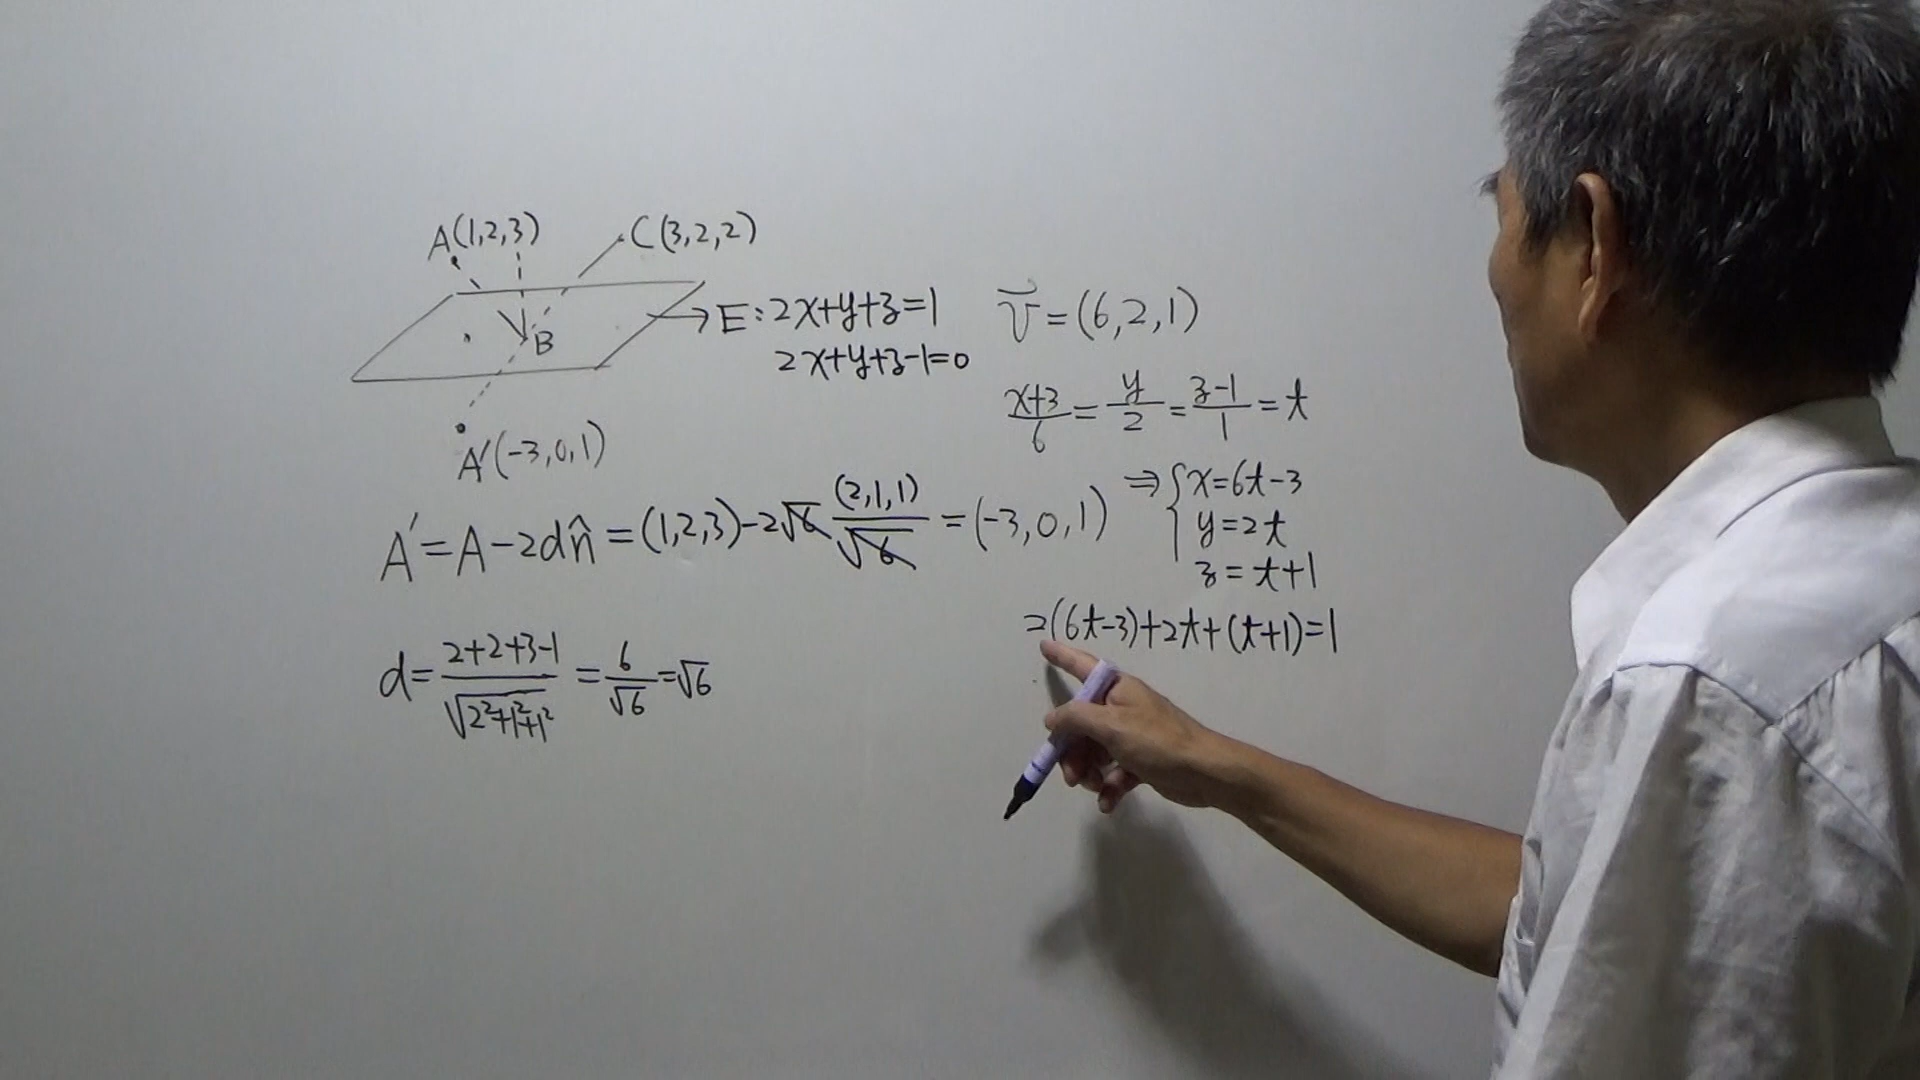 A(1,2,3)
C(3,2,2)
B
E:2x+y+z=1
2x+y+z-1=0
A'(-3,0,1)
A'=A-2dn̂=(1,2,3)-2√6 (2,1,1)/√6 =(-3,0,1)
d= (2+2+3-1)/√(2²+1²+1²) = 6/√6 =√6
v⃗=(6,2,1)
(x+3)/6 = y/2 = (z-1)/1 =t
⇒{x=6t-3
y=2t
z=t+1
2(6t-3)+2t+(t+1)=1